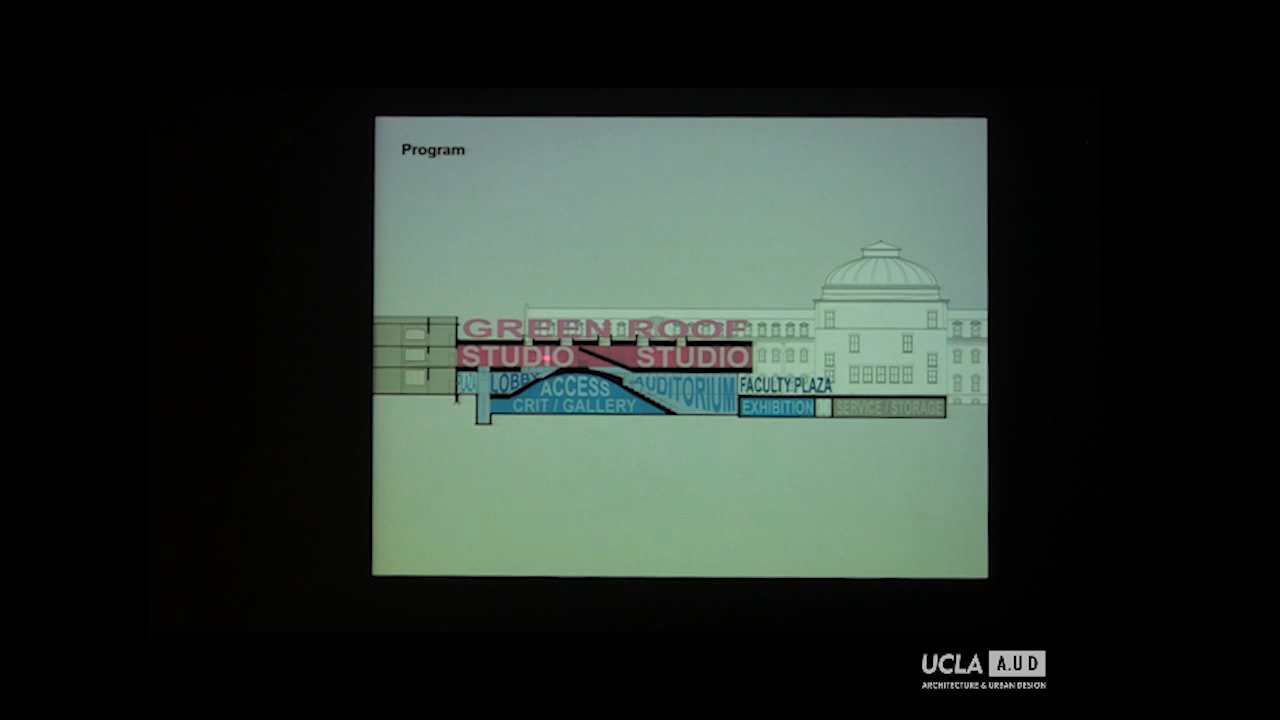 Program
GREEN ROOF
STUDIO STUDIO
PLAZA LOBBY ACCESS AUDITORIUM FACULTY PLAZA
CRIT / GALLERY EXHIBITION SERVICE / STORAGE
UCLA A.UD
ARCHITECTURE & URBAN DESIGN